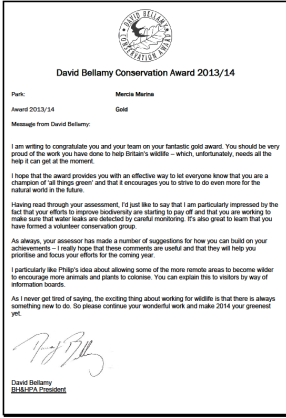 DAVID BELLAMY
CONSERVATION AWARD
David Bellamy Conservation Award 2013/14
Park: Mercia Marina
Award 2013/14 Gold
Message from David Bellamy:
I am writing to congratulate you and your team on your fantastic gold award. You should be very
proud of the work you have done to help Britain's wildlife – which, unfortunately, needs all the
help it can get at the moment.
I hope that the award provides you with an effective way to let everyone know that you are a
champion of 'all things green' and that it encourages you to strive to do even more for the
natural world in the future.
Having read through your assessment, I'd just like to say that I am particularly impressed by the
fact that your efforts to improve biodiversity are starting to pay off and that you are working to
make sure that water leaks are detected by careful monitoring. It's also great to learn that you
have formed a volunteer conservation group.
As always, your assessor has made a number of suggestions for how you can build on your
achievements – I really hope that these comments are useful and that they will help you
prioritise and focus your efforts for the coming year.
I particularly like Philip's idea about allowing some of the more remote areas to become wilder
to encourage more animals and plants to colonise. You can explain this to visitors by way of
information boards.
As I never get tired of saying, the exciting thing about working for wildlife is that there is always
something new to do. So please continue your wonderful work and make 2014 your greenest
yet.
David Bellamy
BH&HPA President